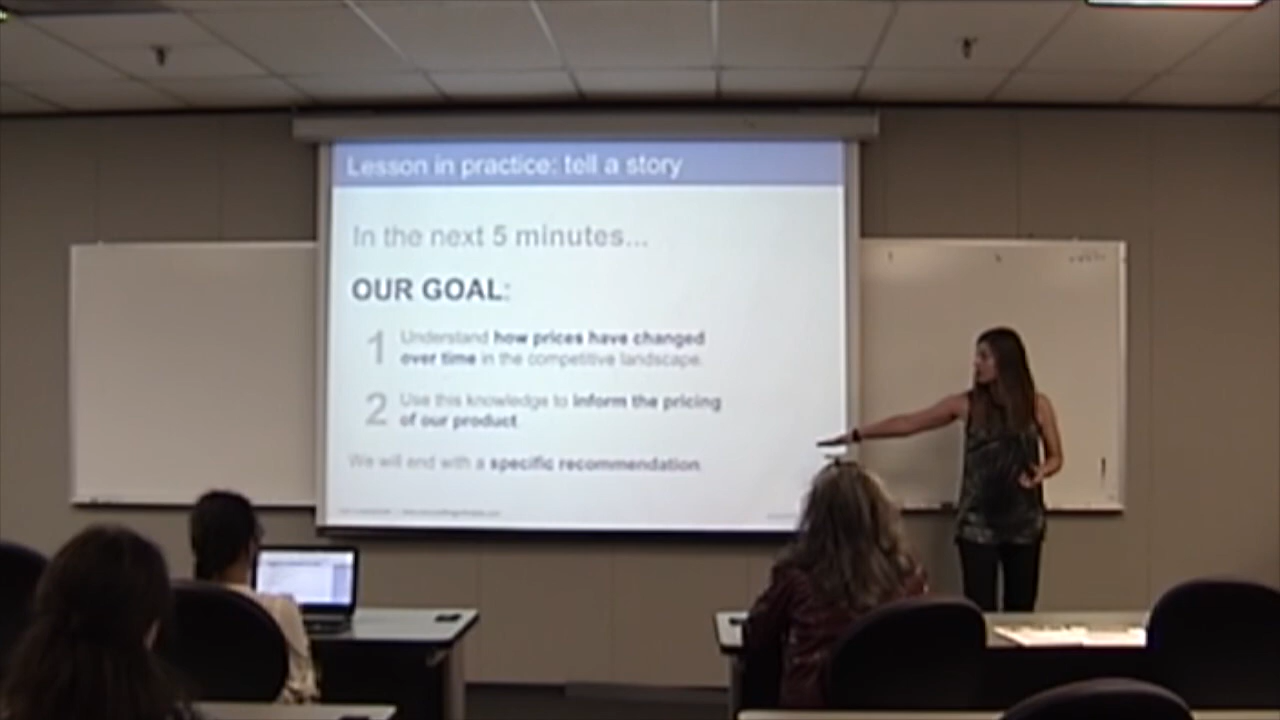 Lesson in practice: tell a story
In the next 5 minutes...
OUR GOAL:
1 Understand how prices have changed
over time in the competitive landscape.
2 Use this knowledge to inform the pricing
of our product
We will end with a specific recommendation